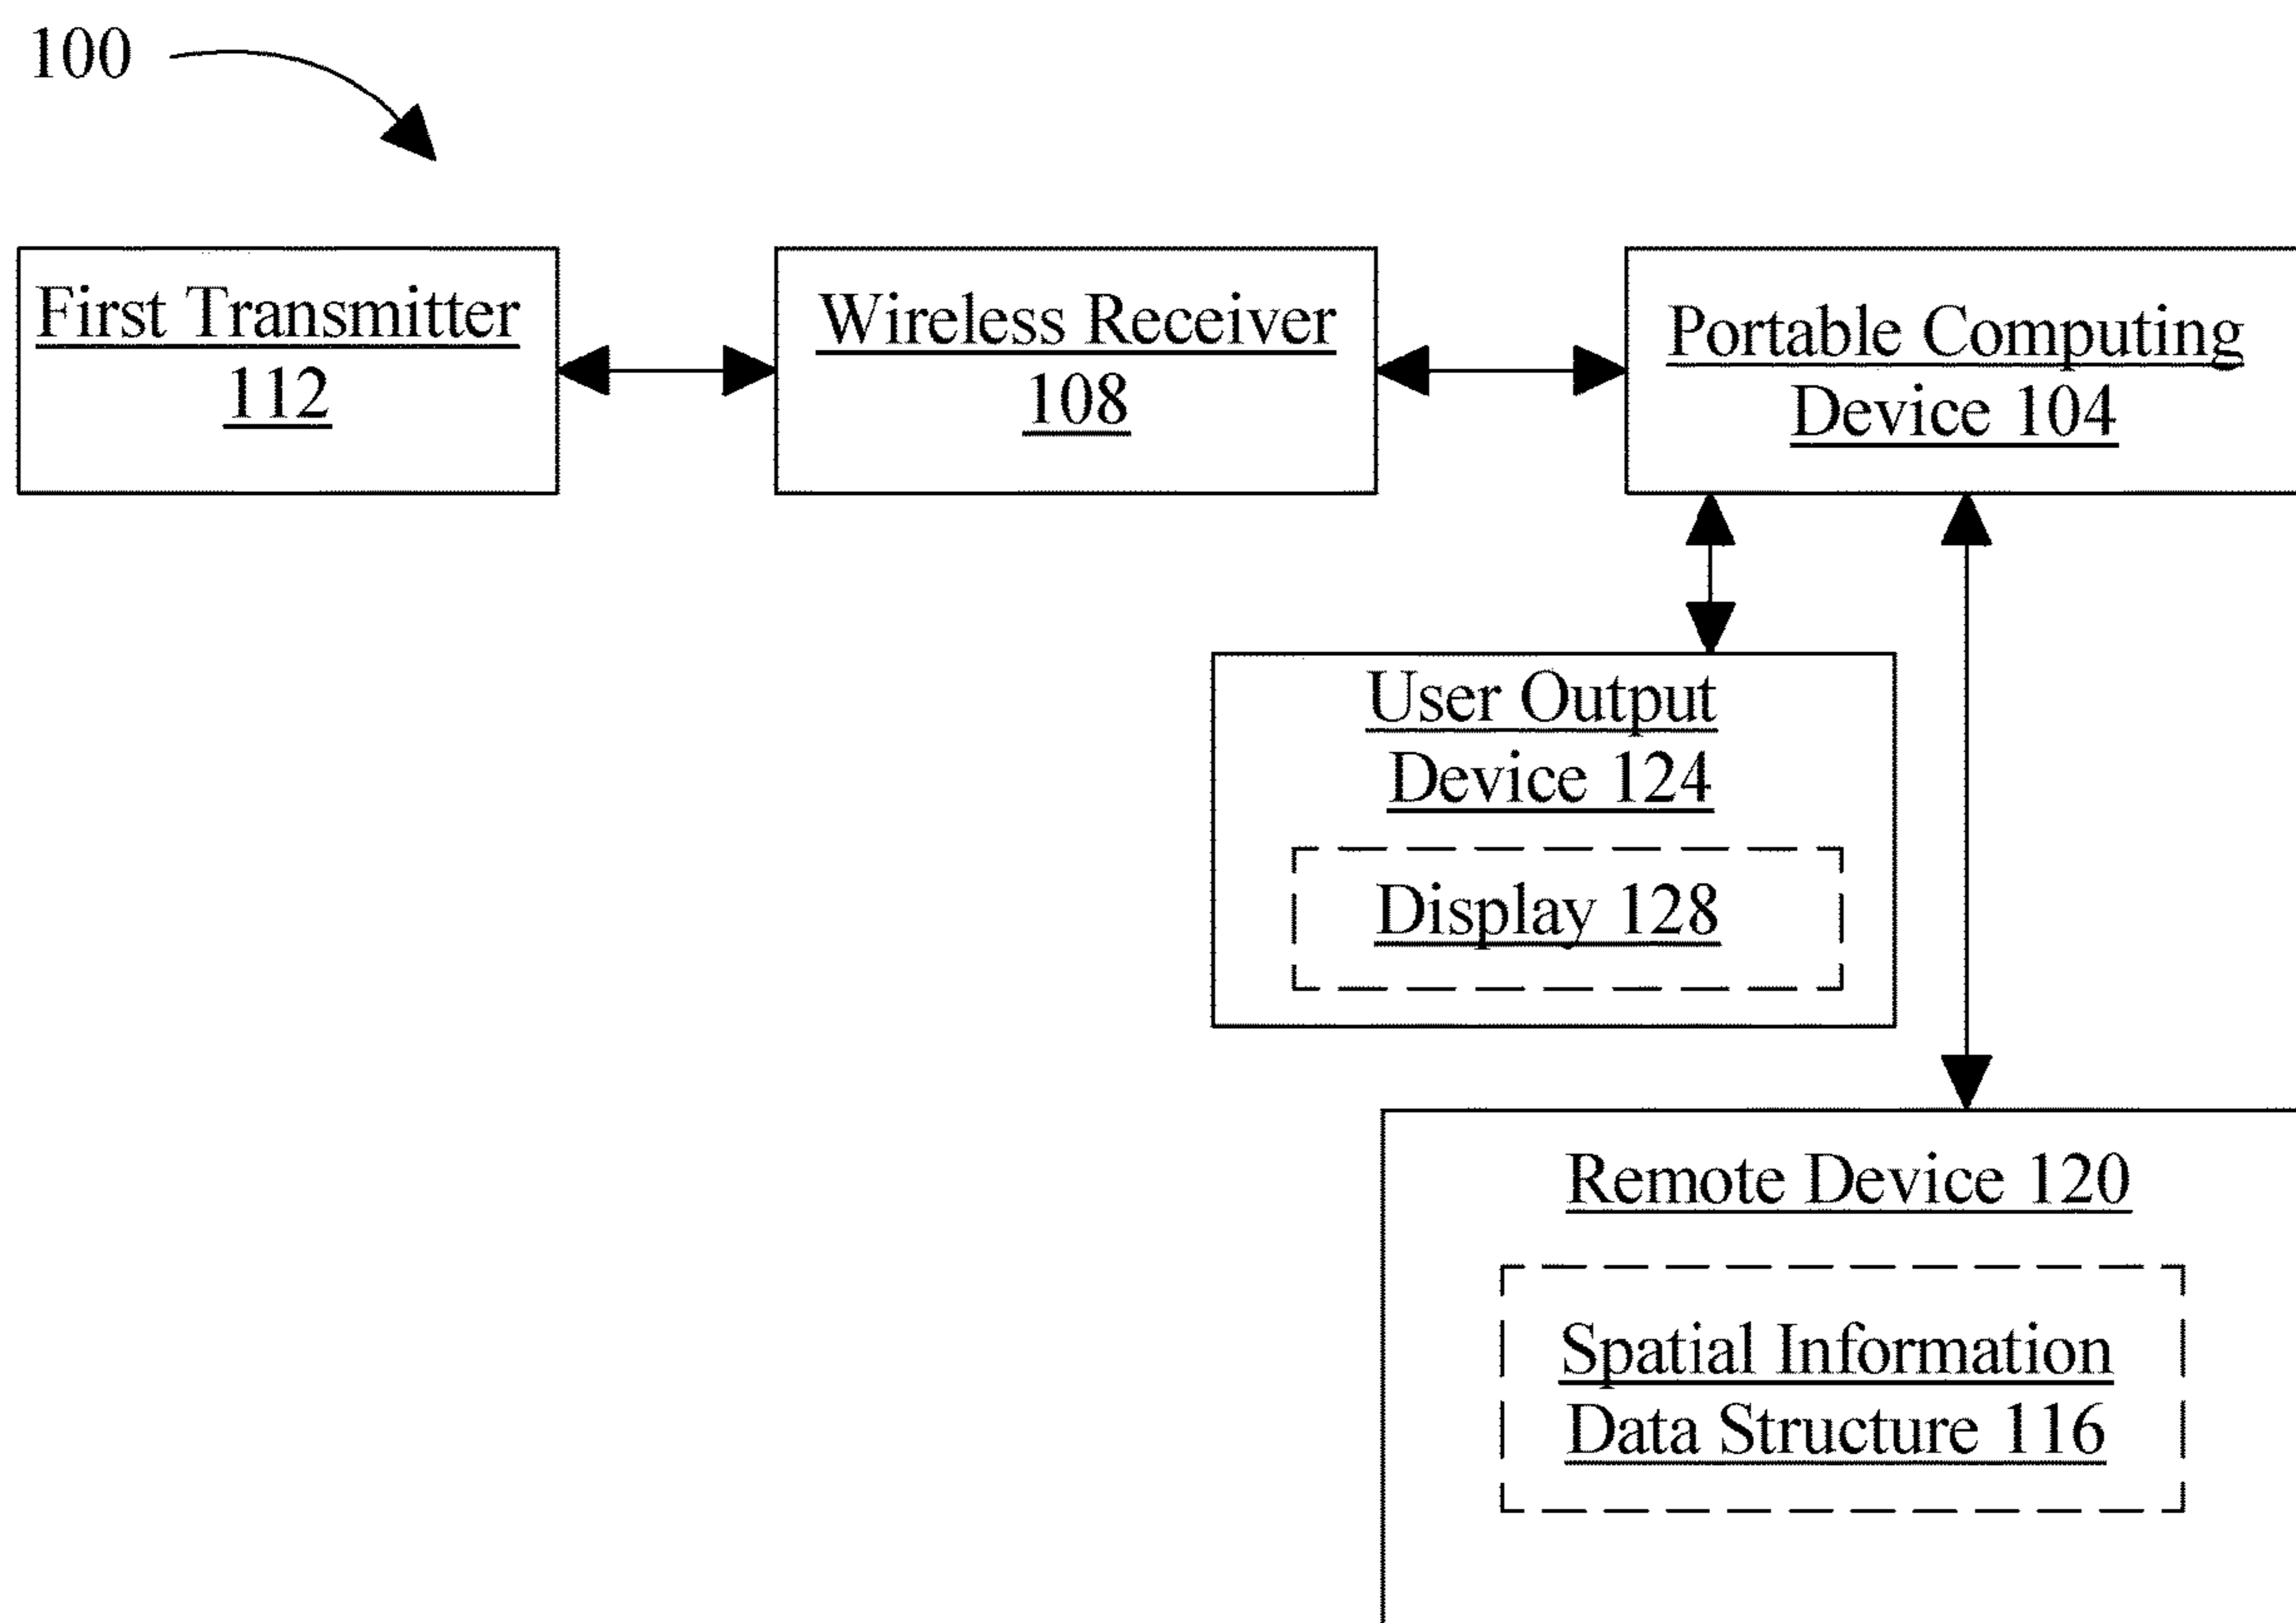 100
First Transmitter
112
Wireless Receiver
108
Portable Computing
Device 104
User Output
Device 124
Display 128
Remote Device 120
Spatial Information
Data Structure 116